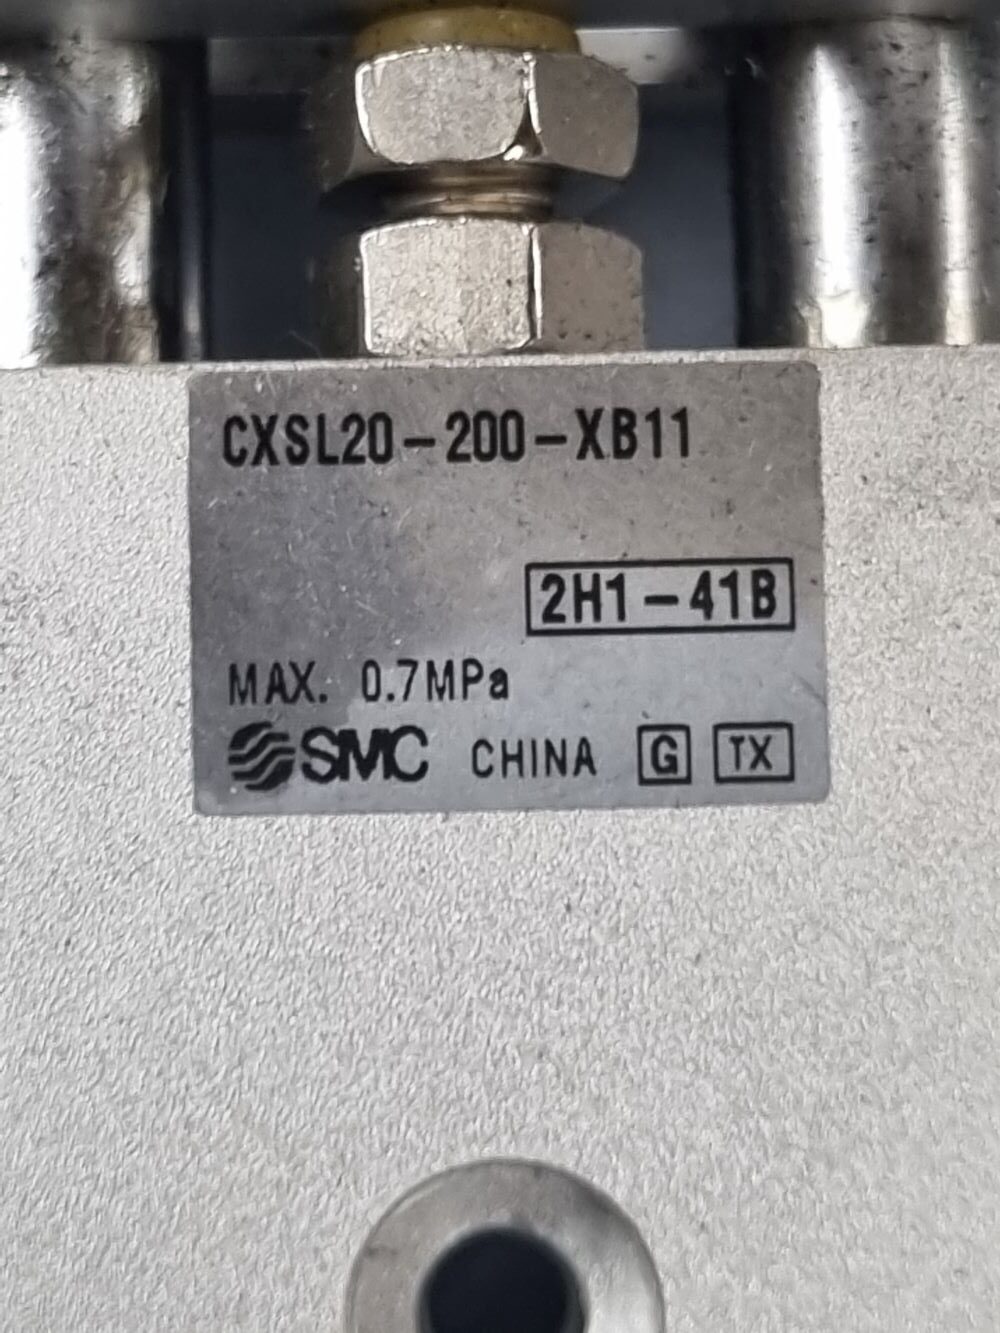 CXSL20-200-XB11
2H1-41B
MAX. 0.7MPa
SMC CHINA G TX